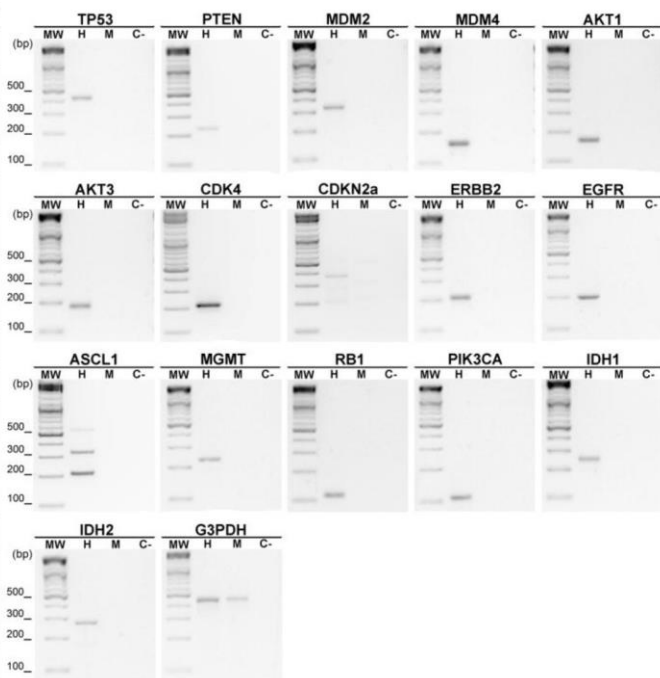 TP53 PTEN MDM2 MDM4 AKT1
(bp) MW H M C- MW H M C- MW H M C- MW H M C- MW H M C-
500
300
200
100
AKT3 CDK4 CDKN2a ERBB2 EGFR
(bp) MW H M C- MW H M C- MW H M C- MW H M C- MW H M C-
500
300
200
100
ASCL1 MGMT RB1 PIK3CA IDH1
(bp) MW H M C- MW H M C- MW H M C- MW H M C- MW H M C-
500
300
200
100
IDH2 G3PDH
(bp) MW H M C- MW H M C-
500
300
200
100